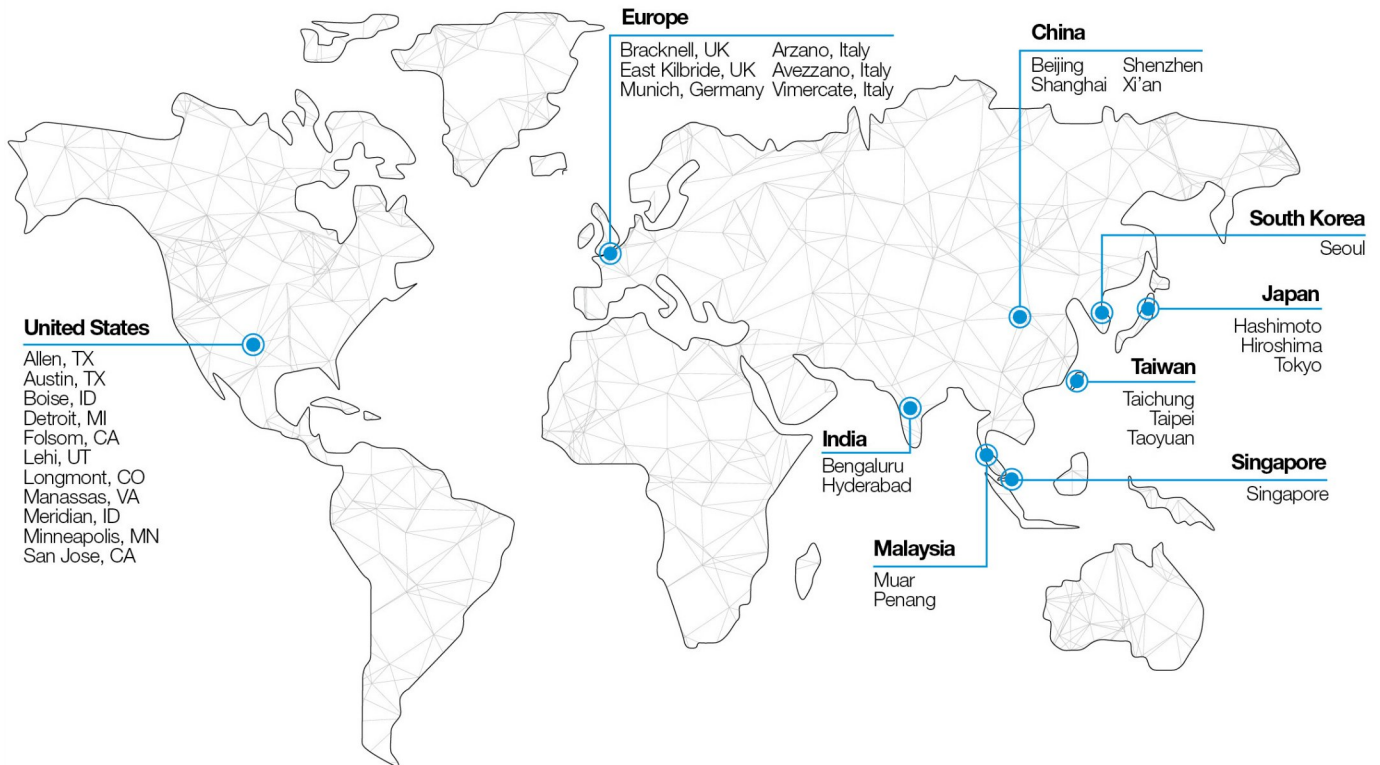 Europe
Bracknell, UK Arzano, Italy
East Kilbride, UK Avezzano, Italy
Munich, Germany Vimercate, Italy
China
Beijing Shenzhen
Shanghai Xi’an
South Korea
Seoul
Japan
Hashimoto
Hiroshima
Tokyo
United States
Allen, TX
Austin, TX
Boise, ID
Detroit, MI
Folsom, CA
Lehi, UT
Longmont, CO
Manassas, VA
Meridian, ID
Minneapolis, MN
San Jose, CA
Taiwan
Taichung
Taipei
Taoyuan
India
Bengaluru
Hyderabad
Singapore
Singapore
Malaysia
Muar
Penang